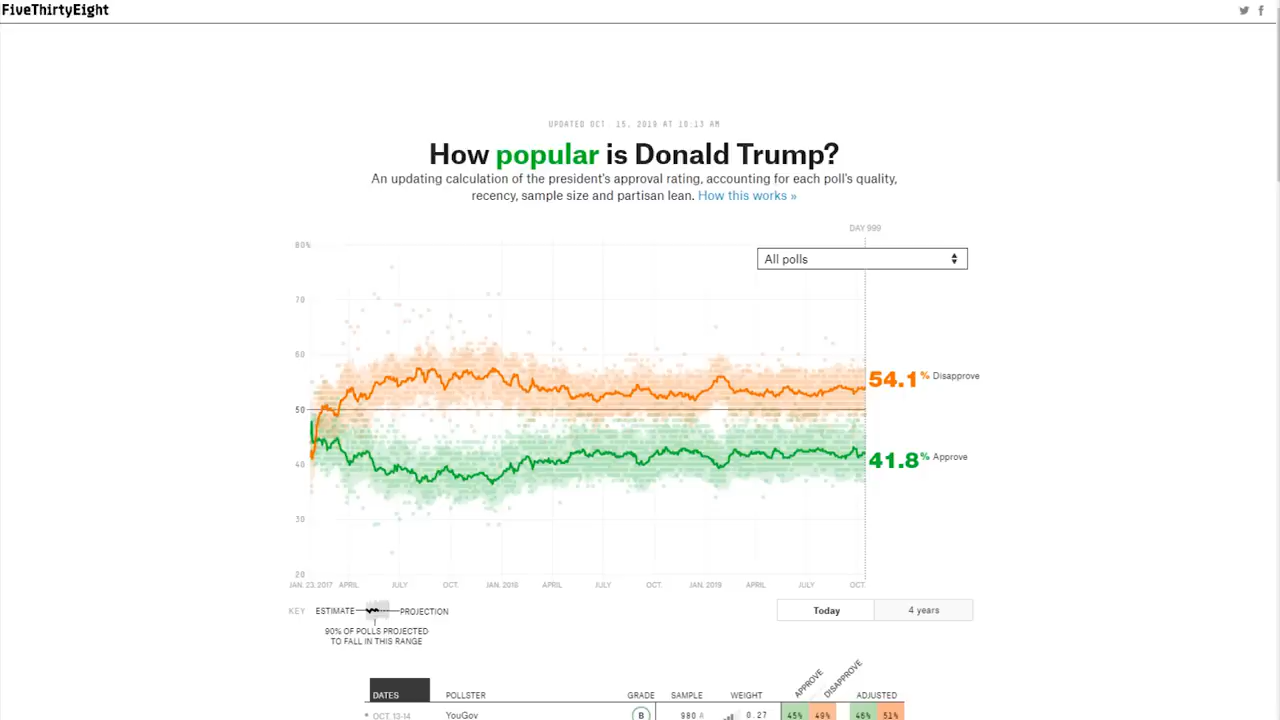 FiveThirtyEight
UPDATED OCT. 15, 2019 AT 10:13 AM
How popular is Donald Trump?
An updating calculation of the president's approval rating, accounting for each poll's quality,
recency, sample size and partisan lean. How this works »
DAY 999
80%
All polls
70
60
54.1% Disapprove
50
41.8% Approve
40
30
20
JAN. 23, 2017 APRIL JULY OCT. JAN. 2018 APRIL JULY OCT. JAN. 2019 APRIL JULY OCT.
KEY ESTIMATE PROJECTION
90% OF POLLS PROJECTED
TO FALL IN THIS RANGE
Today 4 years
DATES POLLSTER GRADE SAMPLE WEIGHT APPROVE DISAPPROVE ADJUSTED
• OCT. 13-14 YouGov B 980 A 0.27 45% 49% 46% 51%